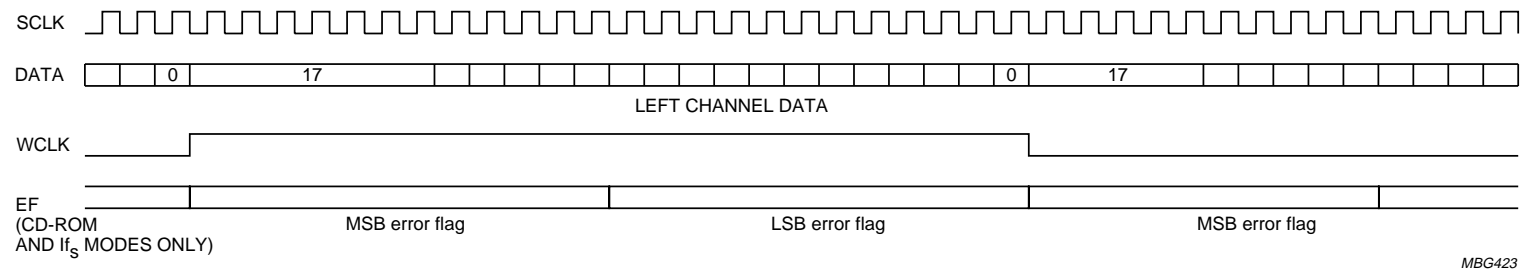 SCLK
DATA 0 17 0 17
LEFT CHANNEL DATA
WCLK
EF
(CD-ROM
AND Ifs MODES ONLY)
MSB error flag LSB error flag MSB error flag
MBG423